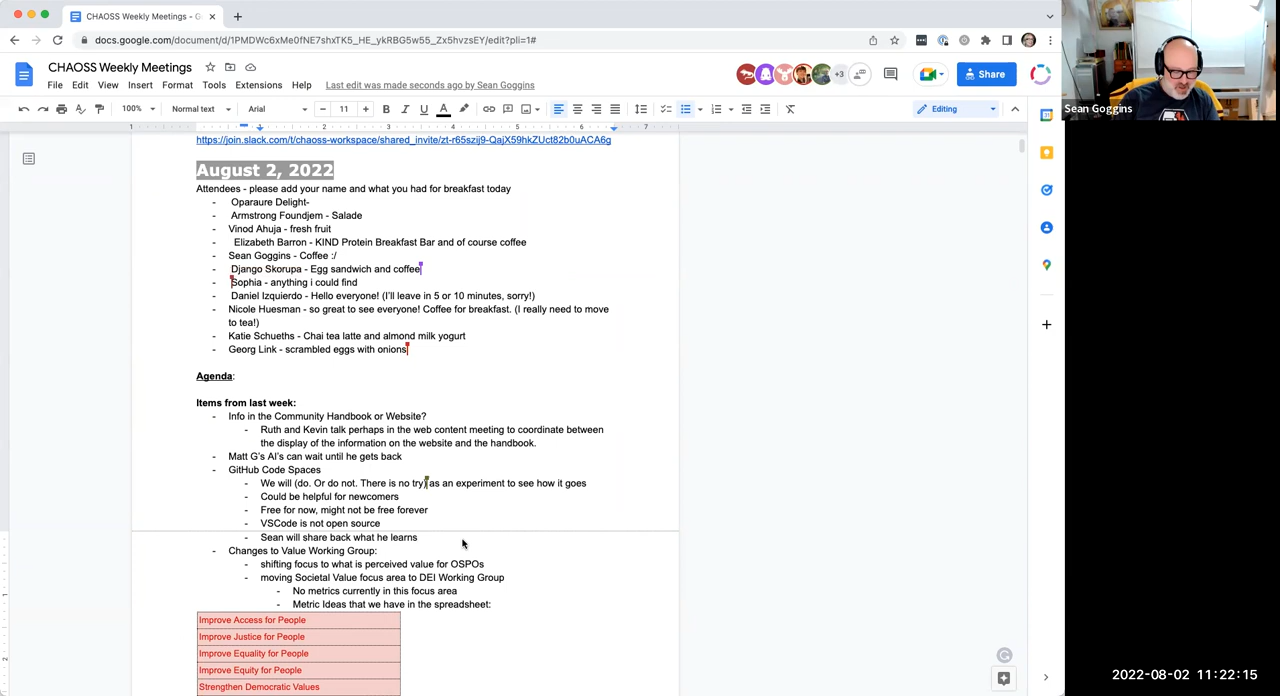 CHAOSS Weekly Meetings - G
docs.google.com/document/d/1PMDWc6xMe0fNE7shxTK5_HE_ykRBG5w55_Zx5hvzsEY/edit?pli=1#
CHAOSS Weekly Meetings
File Edit View Insert Format Tools Extensions Help Last edit was made seconds ago by Sean Goggins
+3
Share
Sean Goggins
100% Normal text Arial 11 Editing
1 1 2 3 4 5 6 7
https://join.slack.com/t/chaoss-workspace/shared_invite/zt-r65szij9-QajX59hkZUct82b0uACA6g
August 2, 2022
Attendees - please add your name and what you had for breakfast today
- Oparaure Delight-
- Armstrong Foundjem - Salade
- Vinod Ahuja - fresh fruit
- Elizabeth Barron - KIND Protein Breakfast Bar and of course coffee
- Sean Goggins - Coffee :/
- Django Skorupa - Egg sandwich and coffee
- Sophia - anything i could find
- Daniel Izquierdo - Hello everyone! (I'll leave in 5 or 10 minutes, sorry!)
- Nicole Huesman - so great to see everyone! Coffee for breakfast. (I really need to move
to tea!)
- Katie Schueths - Chai tea latte and almond milk yogurt
- Georg Link - scrambled eggs with onions
Agenda:
Items from last week:
- Info in the Community Handbook or Website?
- Ruth and Kevin talk perhaps in the web content meeting to coordinate between
the display of the information on the website and the handbook.
- Matt G's AI's can wait until he gets back
- GitHub Code Spaces
- We will (do. Or do not. There is no try) as an experiment to see how it goes
- Could be helpful for newcomers
- Free for now, might not be free forever
- VSCode is not open source
- Sean will share back what he learns
- Changes to Value Working Group:
- shifting focus to what is perceived value for OSPOs
- moving Societal Value focus area to DEI Working Group
- No metrics currently in this focus area
- Metric Ideas that we have in the spreadsheet:
Improve Access for People
Improve Justice for People
Improve Equality for People
Improve Equity for People
Strengthen Democratic Values
2022-08-02 11:22:15